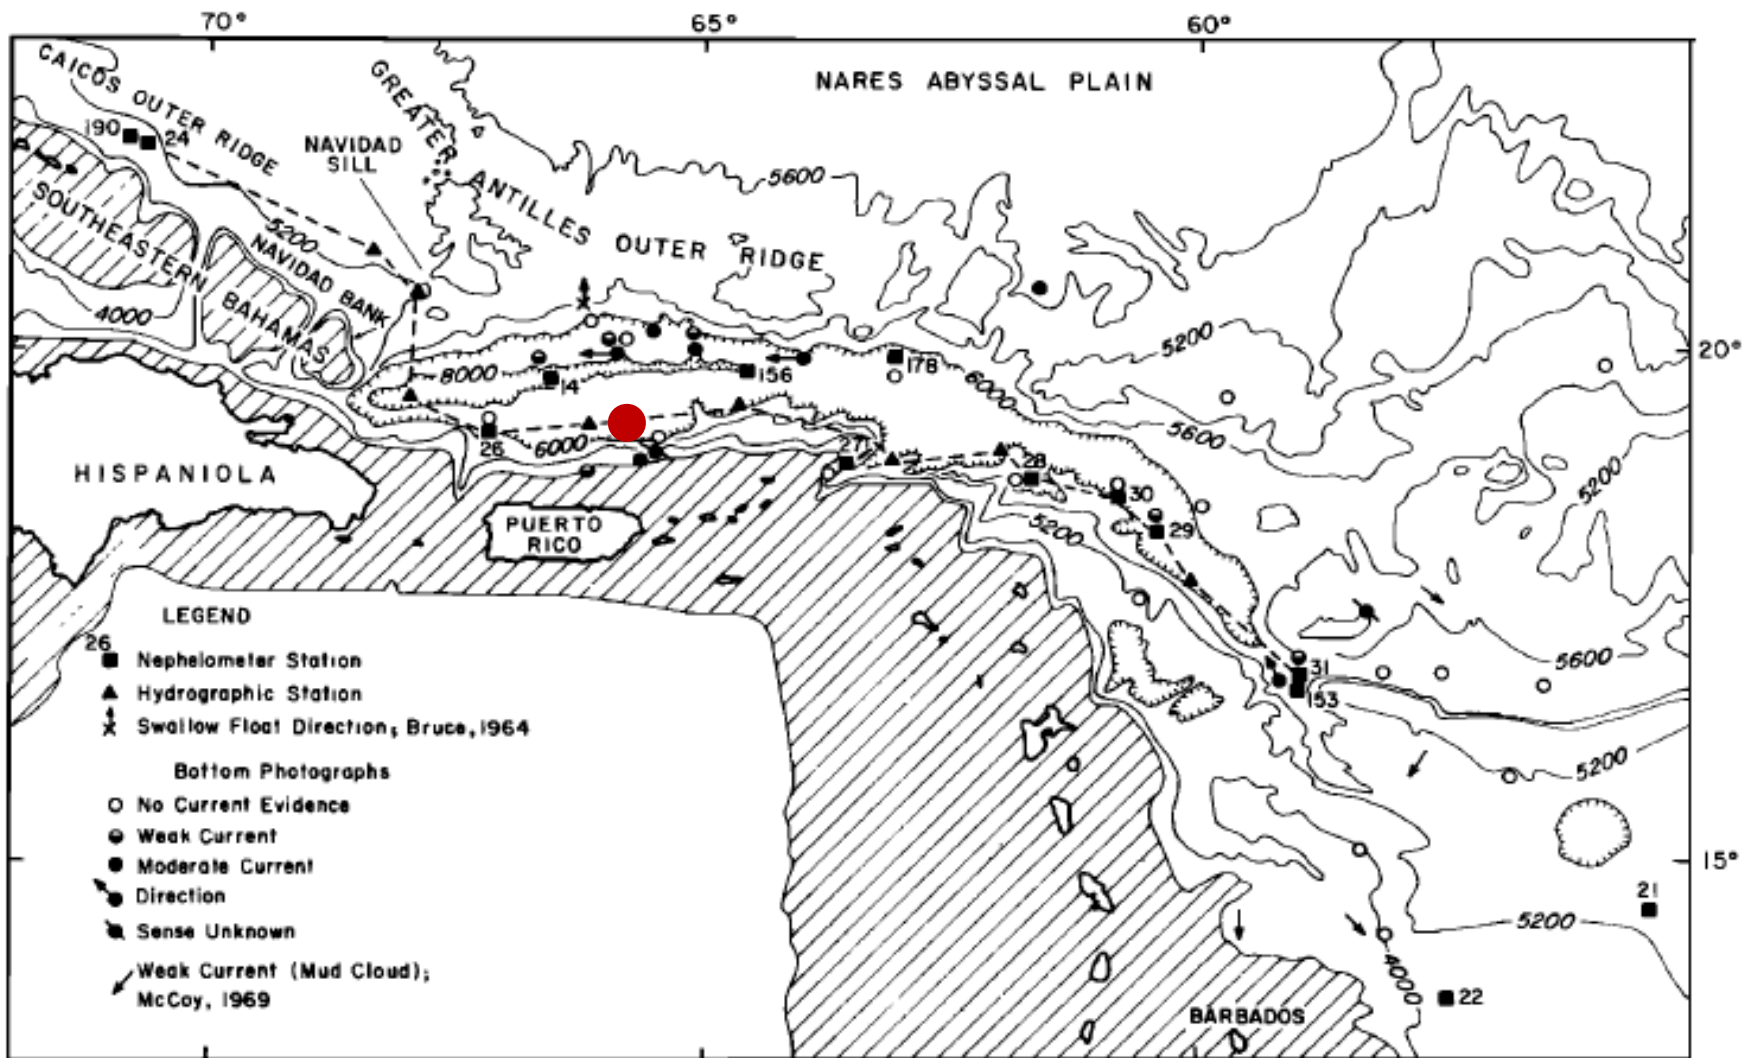 70° 65° 60°
NARES ABYSSAL PLAIN
CAICOS OUTER RIDGE
GREATER ANTILLES OUTER RIDGE
190 24
NAVIDAD
SILL
5600
SOUTHEASTERN BAHAMAS
5200
NAVIDAD BANK
4000
5200
20°
8000
14
156
178
6000
5600
26
6000
27
28
30
29
5200
5200
HISPANIOLA
PUERTO
RICO
LEGEND
26
Nephelometer Station
Hydrographic Station
Swallow Float Direction; Bruce, 1964
Bottom Photographs
No Current Evidence
Weak Current
Moderate Current
Direction
Sense Unknown
Weak Current (Mud Cloud);
McCoy, 1969
31
153
5600
5200
15°
21
5200
4000
22
BARBADOS